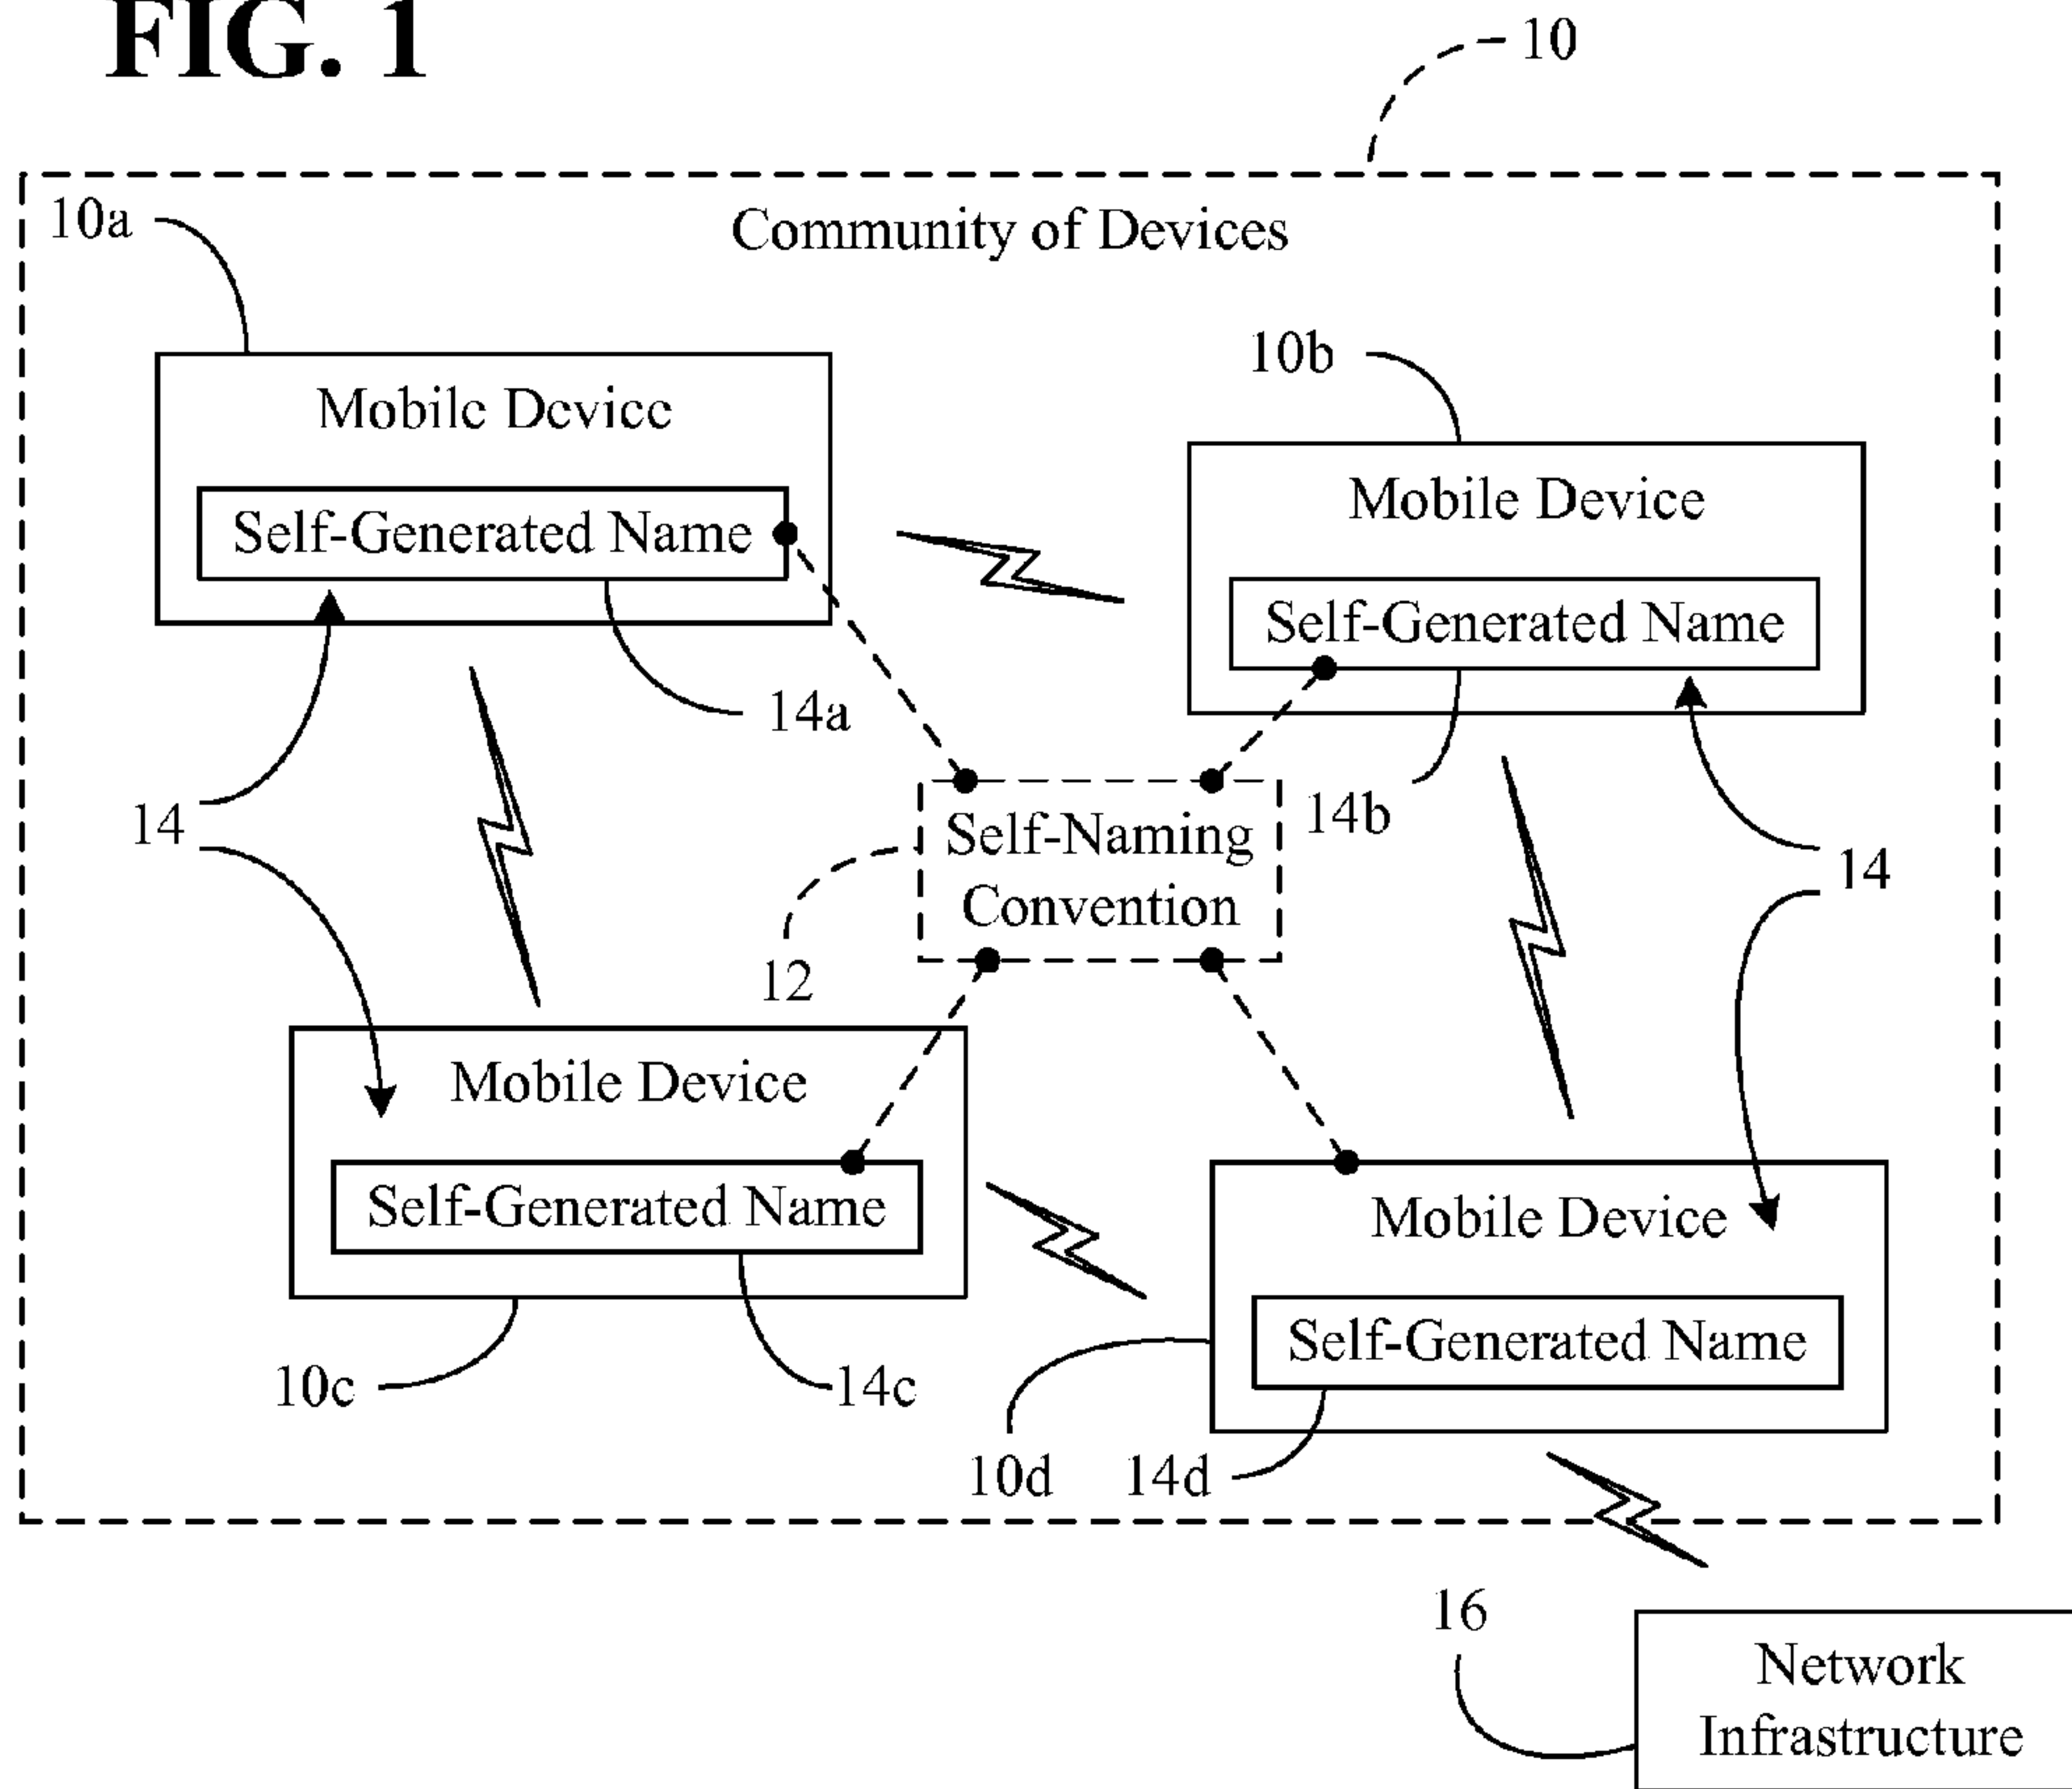 FIG. 1
10
10a
Community of Devices
10b
Mobile Device
Mobile Device
Self-Generated Name
Self-Generated Name
14a
14
14b
Self-Naming
Convention
14
12
Mobile Device
Self-Generated Name
Mobile Device
Self-Generated Name
10c
14c
10d
14d
16
Network
Infrastructure